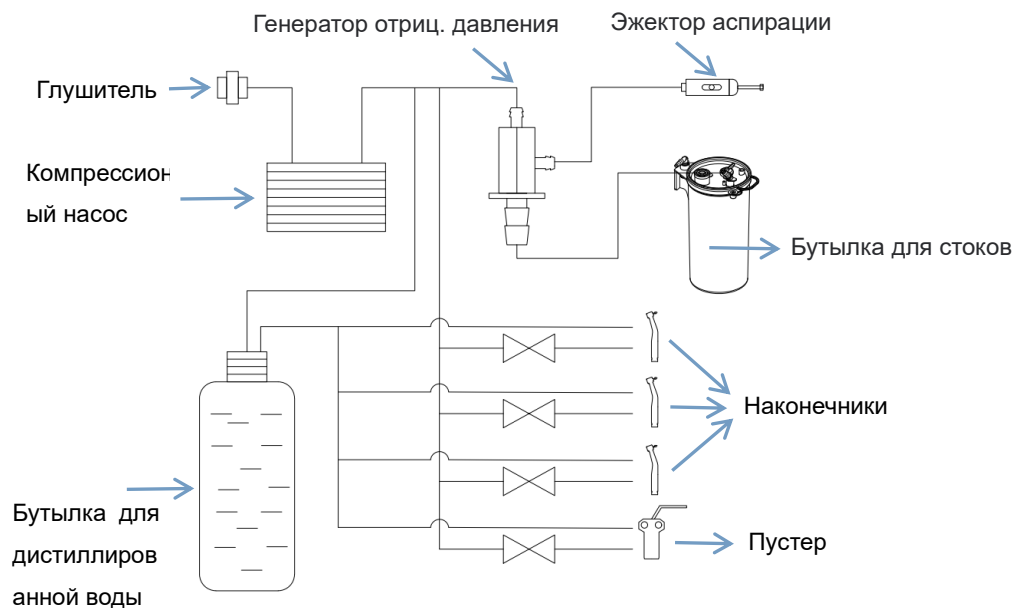 Генератор отриц. давления
Эжектор аспирации
Глушитель
Компрессион
ый насос
Бутылка для стоков
Наконечники
Бутылка для
дистиллиров
анной воды
Пустер